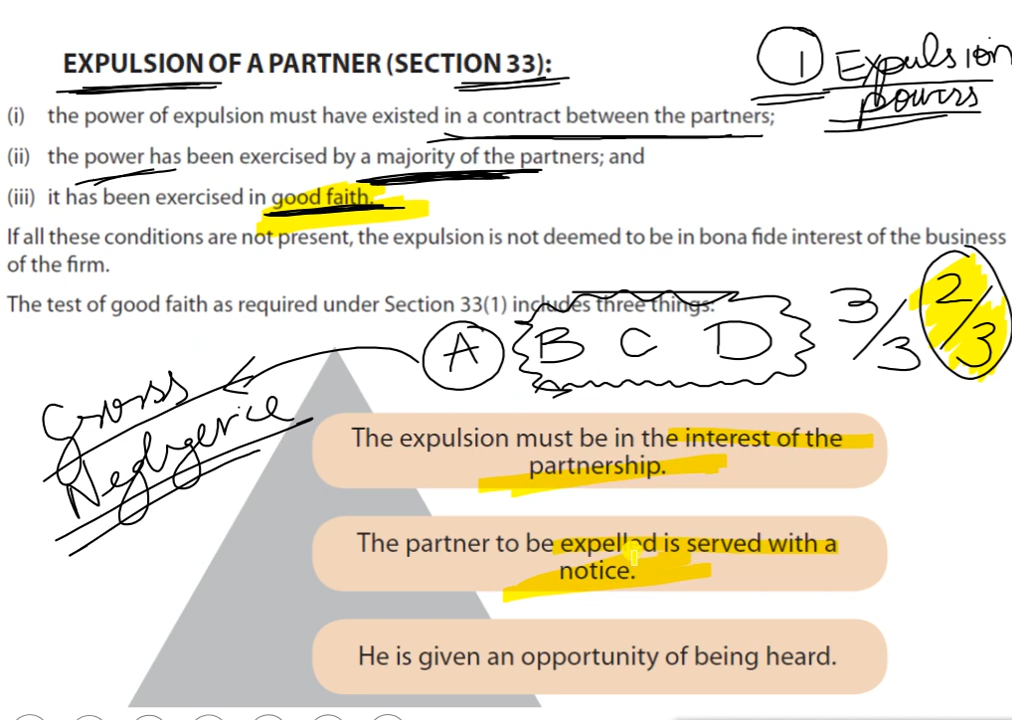 EXPULSION OF A PARTNER (SECTION 33):
1 Expulsion
powers
(i) the power of expulsion must have existed in a contract between the partners;
(ii) the power has been exercised by a majority of the partners; and
(iii) it has been exercised in good faith.
If all these conditions are not present, the expulsion is not deemed to be in bona fide interest of the business
of the firm.
The test of good faith as required under Section 33(1) includes three things:
A B C D 3/3 2/3
Gross
Negligence
The expulsion must be in the interest of the
partnership.
The partner to be expelled is served with a
notice.
He is given an opportunity of being heard.